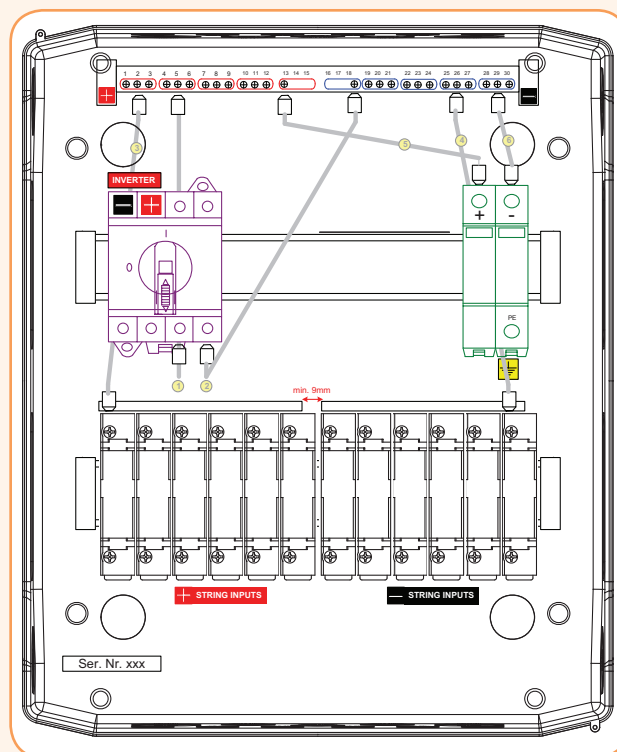 1 2 3 4 5 6 7 8 9 10 11 12 13 14 15 16 17 18 19 20 21 22 23 24 25 26 27 28 29 30
+
−
3
5
4
6
INVERTER
− +
I
0
+ -
PE
1
2
min. 9mm
+ STRING INPUTS
− STRING INPUTS
Ser. Nr. xxx